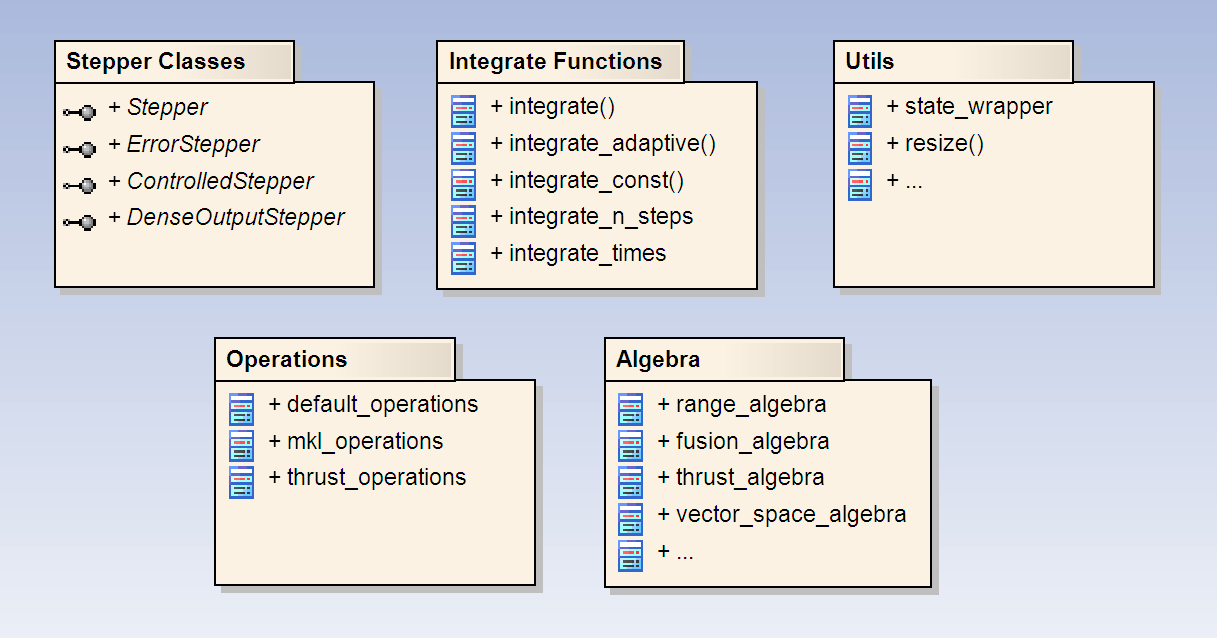 Stepper Classes
+ Stepper
+ ErrorStepper
+ ControlledStepper
+ DenseOutputStepper
Integrate Functions
+ integrate()
+ integrate_adaptive()
+ integrate_const()
+ integrate_n_steps
+ integrate_times
Utils
+ state_wrapper
+ resize()
+ ...
Operations
+ default_operations
+ mkl_operations
+ thrust_operations
Algebra
+ range_algebra
+ fusion_algebra
+ thrust_algebra
+ vector_space_algebra
+ ...